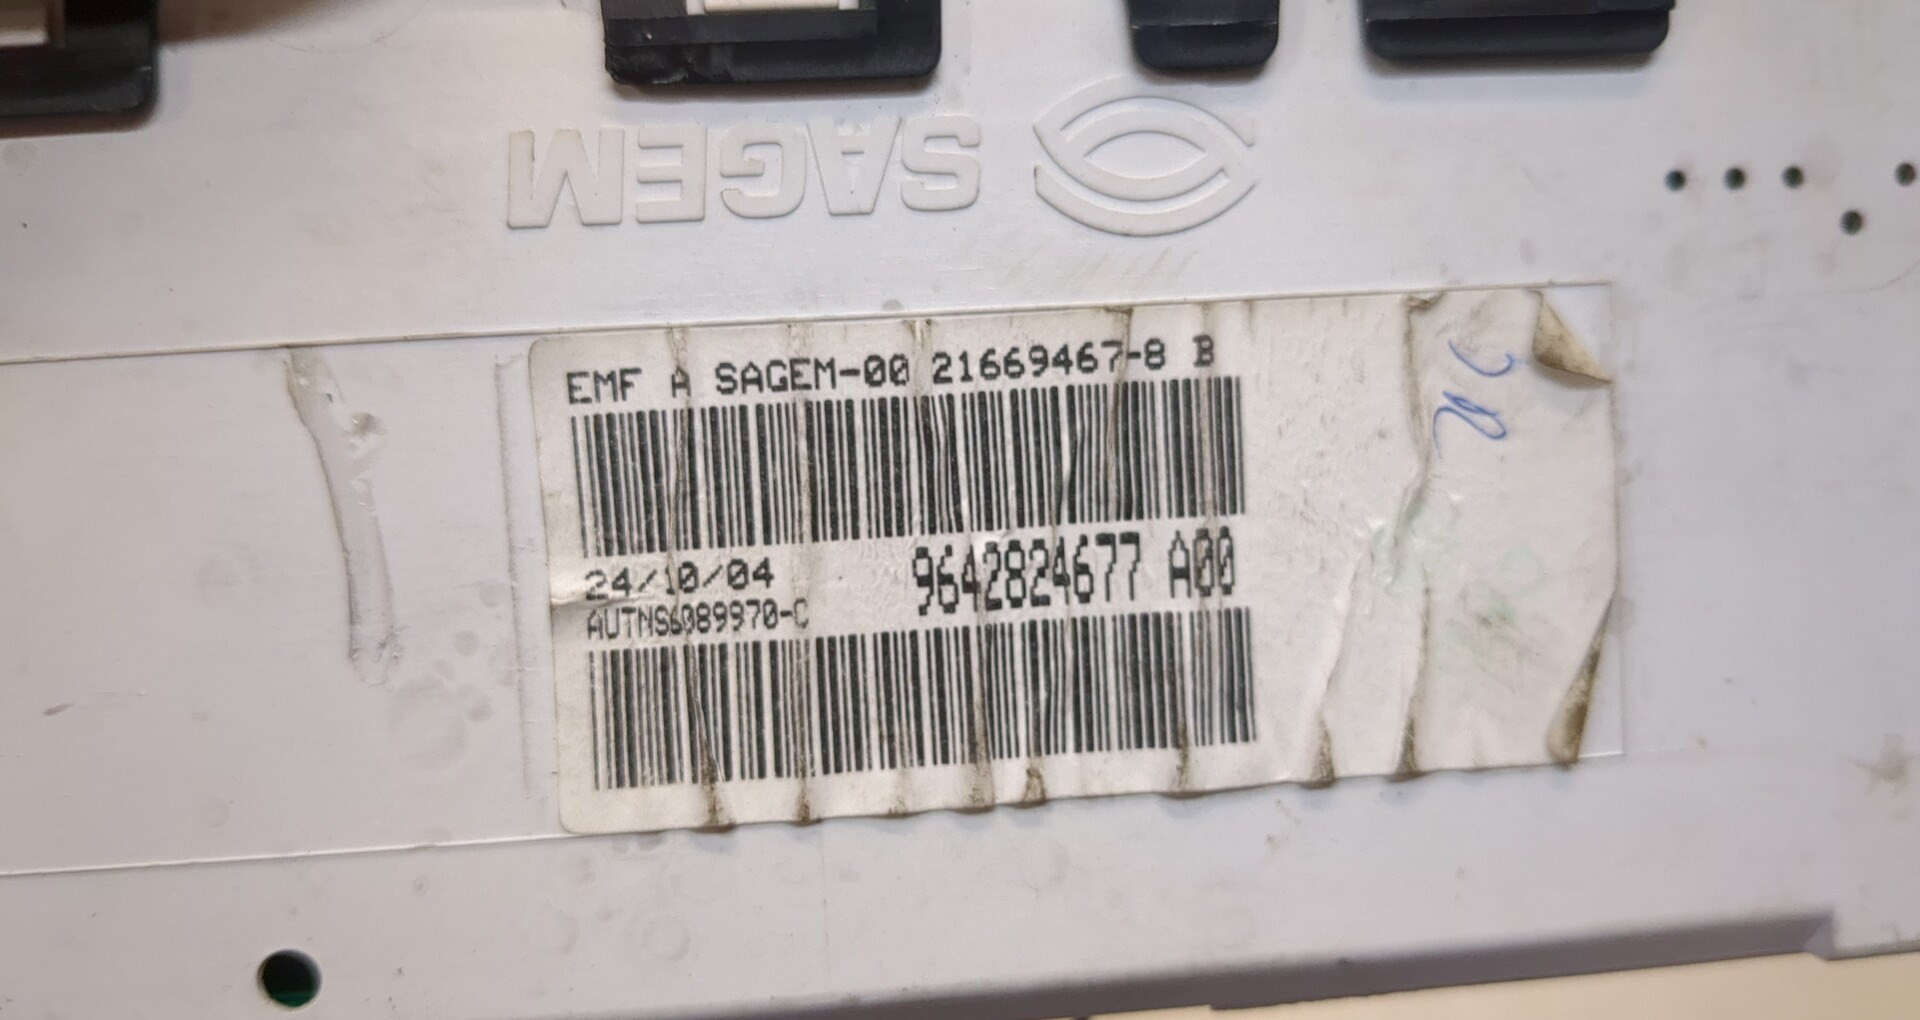 SAGEM
EMF A SAGEM-00 21669467-8 B
24/10/04
9642824677 A00
AUTNS6089970-C